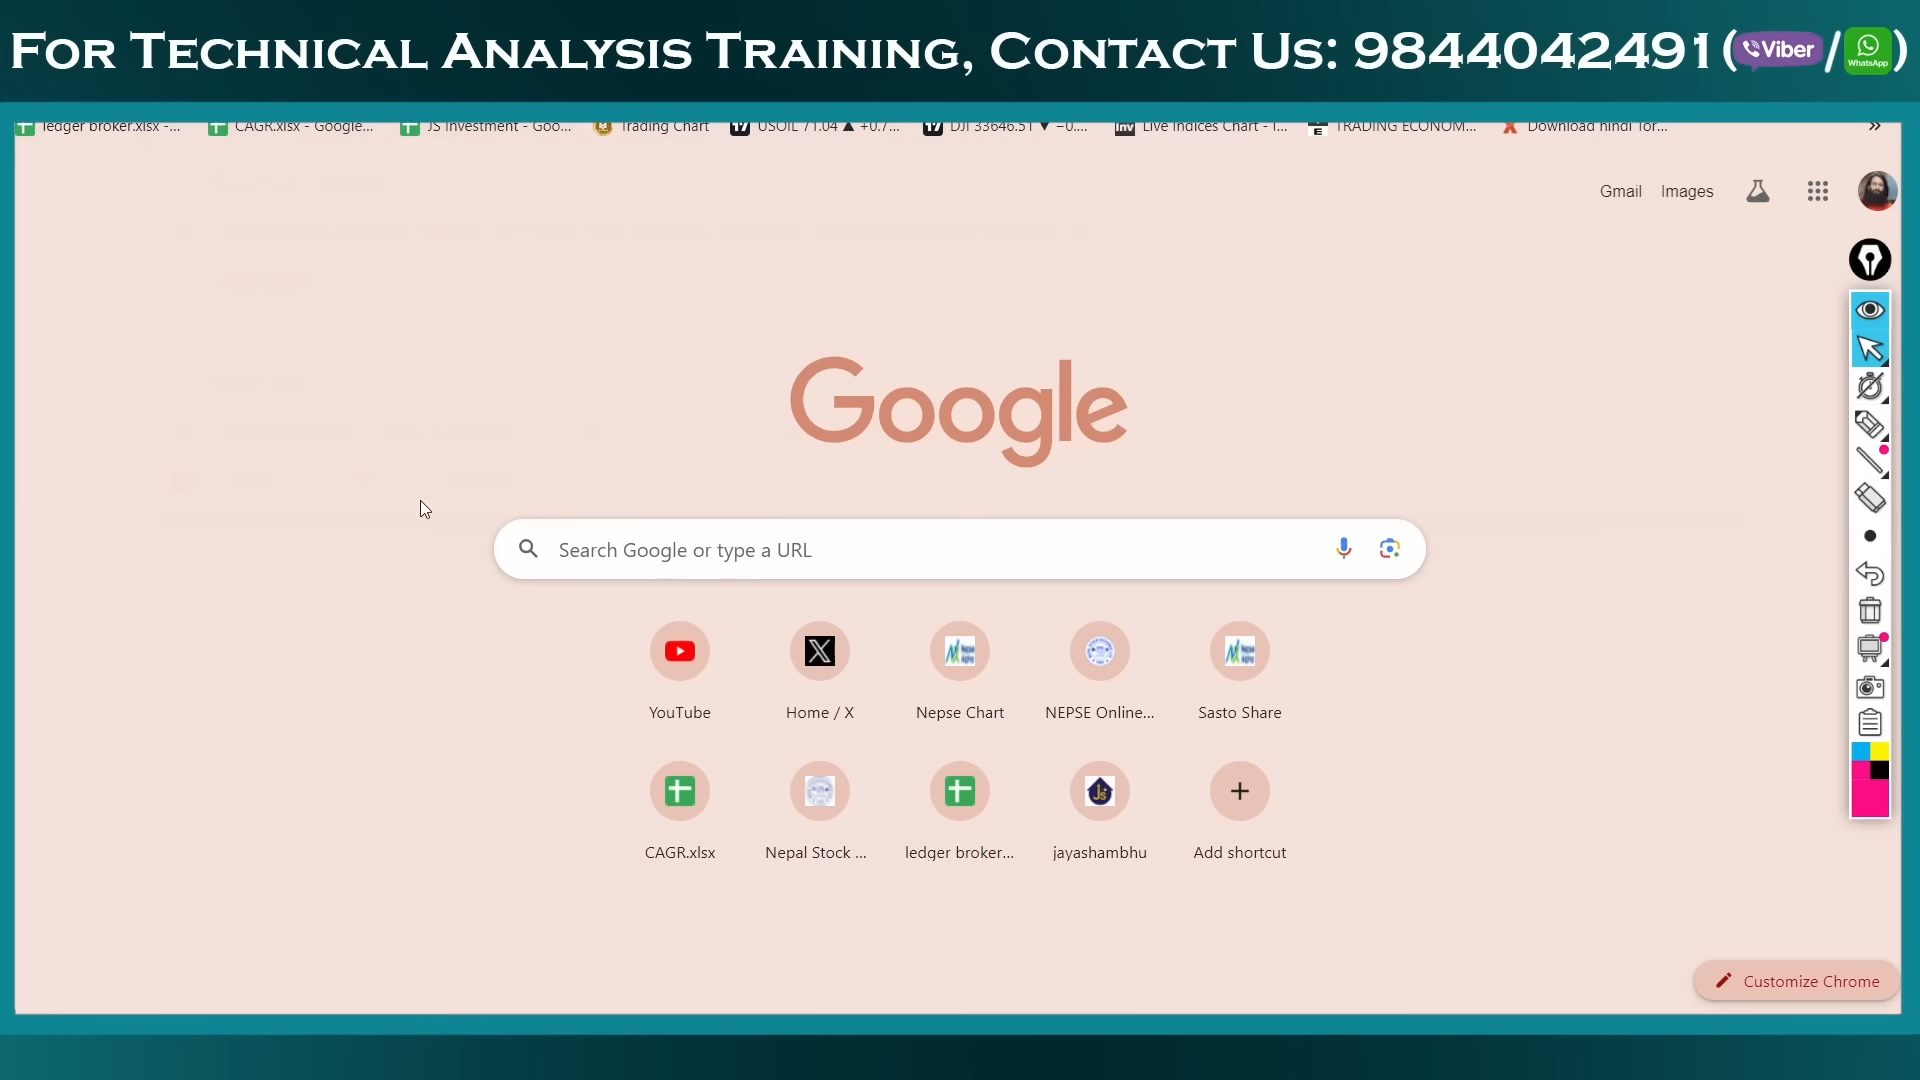 FOR TECHNICAL ANALYSIS TRAINING, CONTACT US: 9844042491 (Viber / WhatsApp)
ledger broker.xlsx -... CAGR.xlsx - Google... JS Investment - Goo... Trading Chart USOIL 71.04 ▲ +0.7... DJI 33646.51 ▼ −0.... Live Indices Chart - I... TRADING ECONOM... Download hindi Tor... »
Gmail Images
Google
Search Google or type a URL
YouTube Home / X Nepse Chart NEPSE Online... Sasto Share
CAGR.xlsx Nepal Stock ... ledger broker... jayashambhu Add shortcut
Customize Chrome